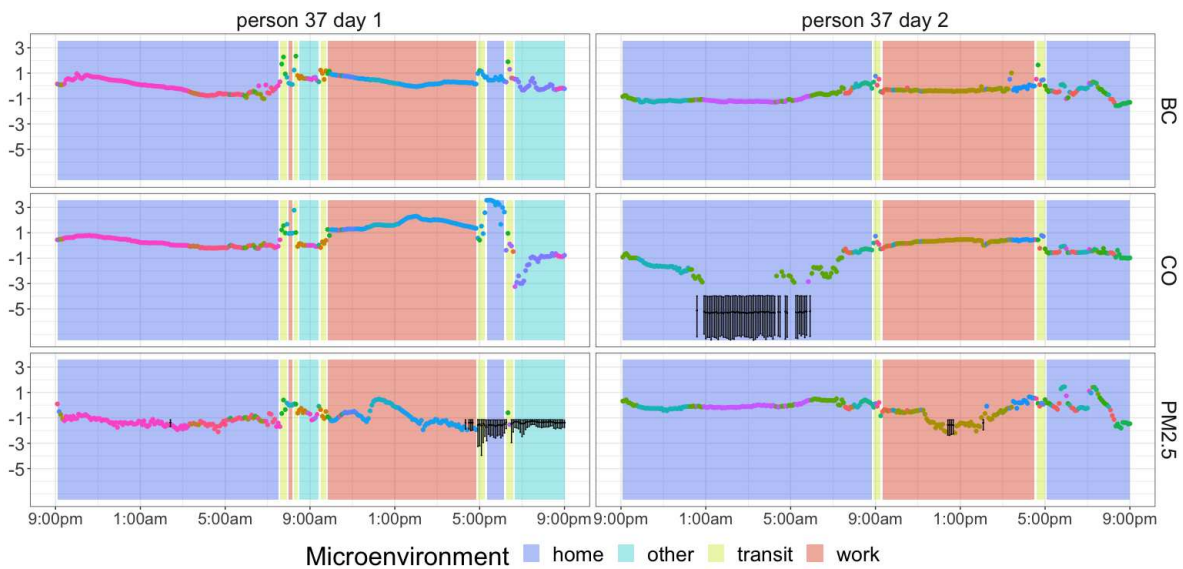 person 37 day 1
person 37 day 2
3
1
-1
-3
-5
BC
3
1
-1
-3
-5
CO
3
1
-1
-3
-5
PM2.5
9:00pm 1:00am 5:00am 9:00am 1:00pm 5:00pm 9:00pm
9:00pm 1:00am 5:00am 9:00am 1:00pm 5:00pm 9:00pm
Microenvironment home other transit work